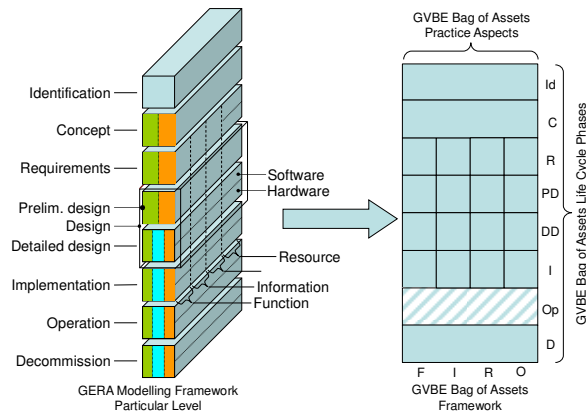 GVBE Bag of Assets
Practice Aspects
Identification
Concept
Requirements
Prelim. design
Design
Detailed design
Implementation
Operation
Decommission
Software
Hardware
Resource
Information
Function
GERA Modelling Framework
Particular Level
Id
C
R
PD
DD
I
Op
D
GVBE Bag of Assets Life Cycle Phases
F I R O
GVBE Bag of Assets
Framework